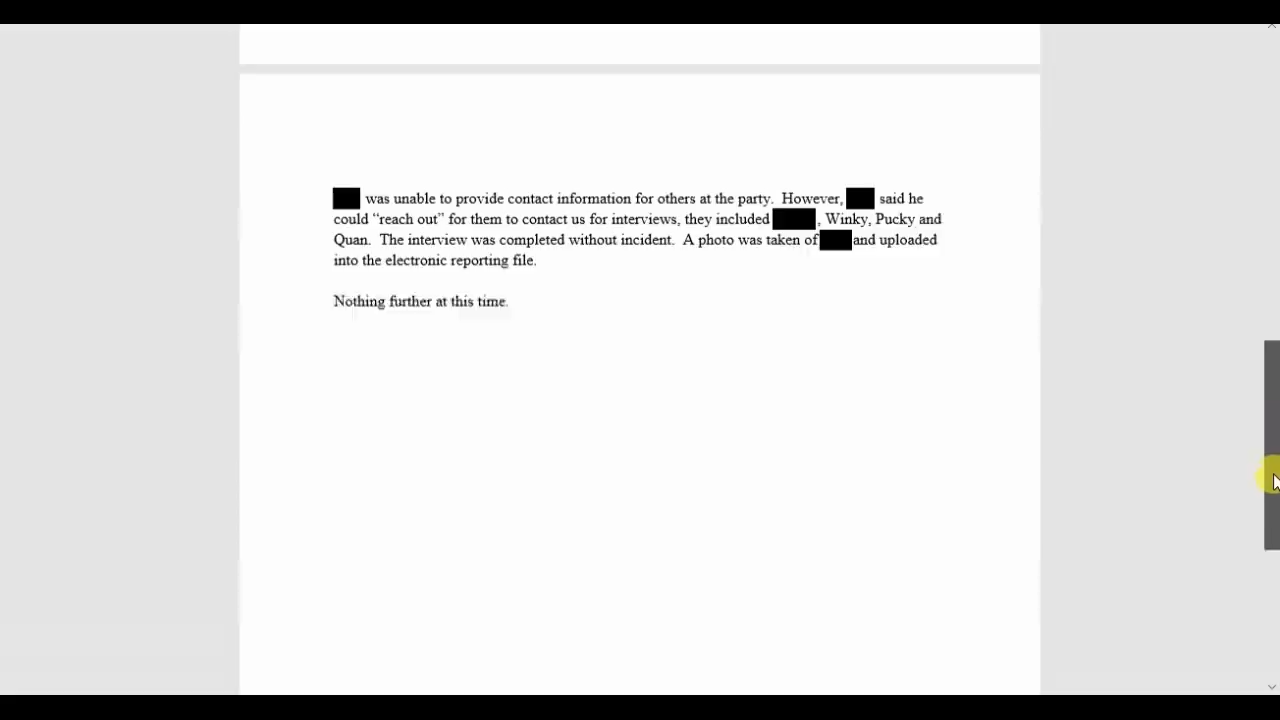 was unable to provide contact information for others at the party. However, said he
could “reach out” for them to contact us for interviews, they included , Winky, Pucky and
Quan. The interview was completed without incident. A photo was taken of and uploaded
into the electronic reporting file.
Nothing further at this time.